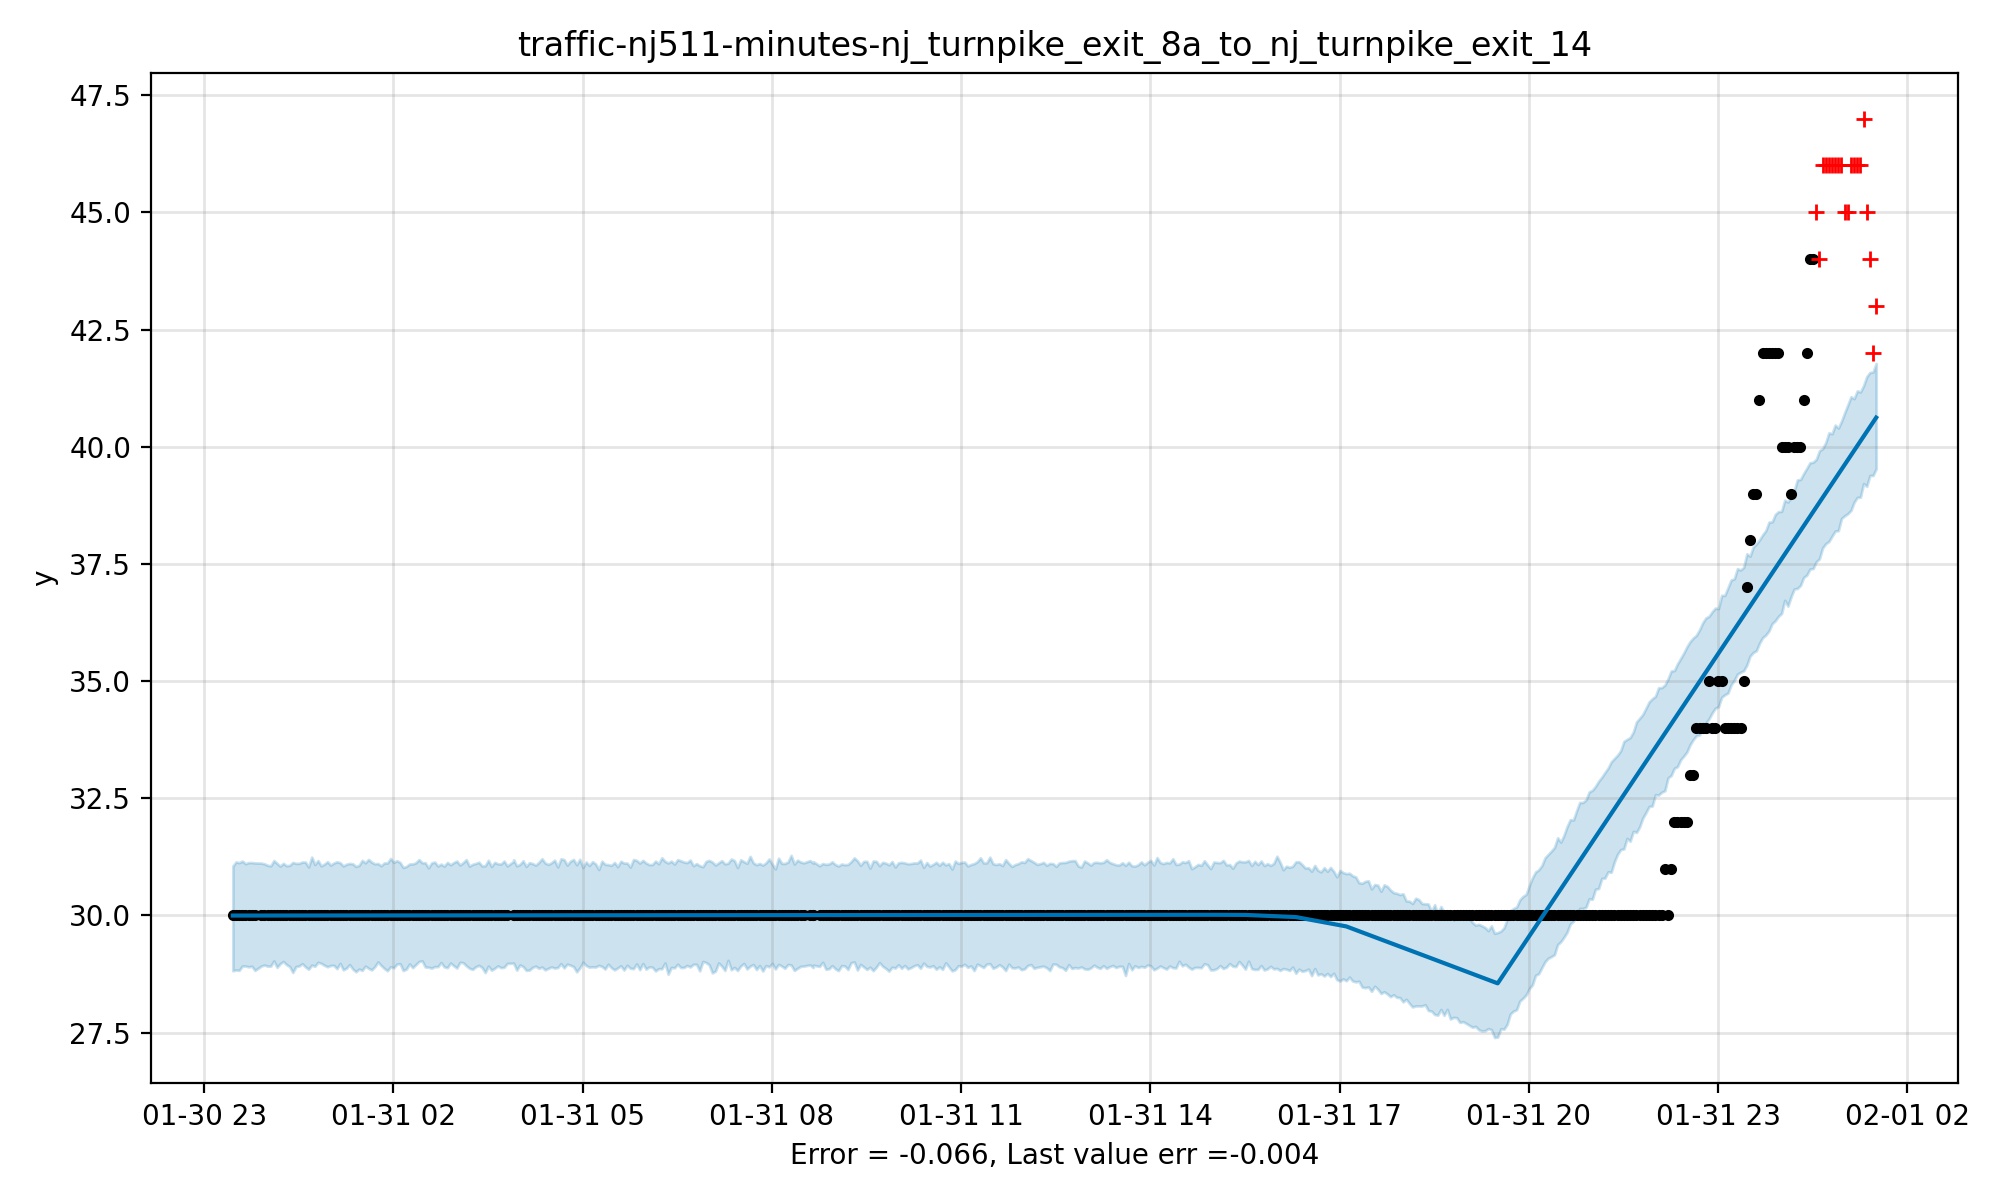 traffic-nj511-minutes-nj_turnpike_exit_8a_to_nj_turnpike_exit_14
47.5
45.0
42.5
40.0
37.5
35.0
32.5
30.0
27.5
y
01-30 23 01-31 02 01-31 05 01-31 08 01-31 11 01-31 14 01-31 17 01-31 20 01-31 23 02-01 02
Error = -0.066, Last value err =-0.004